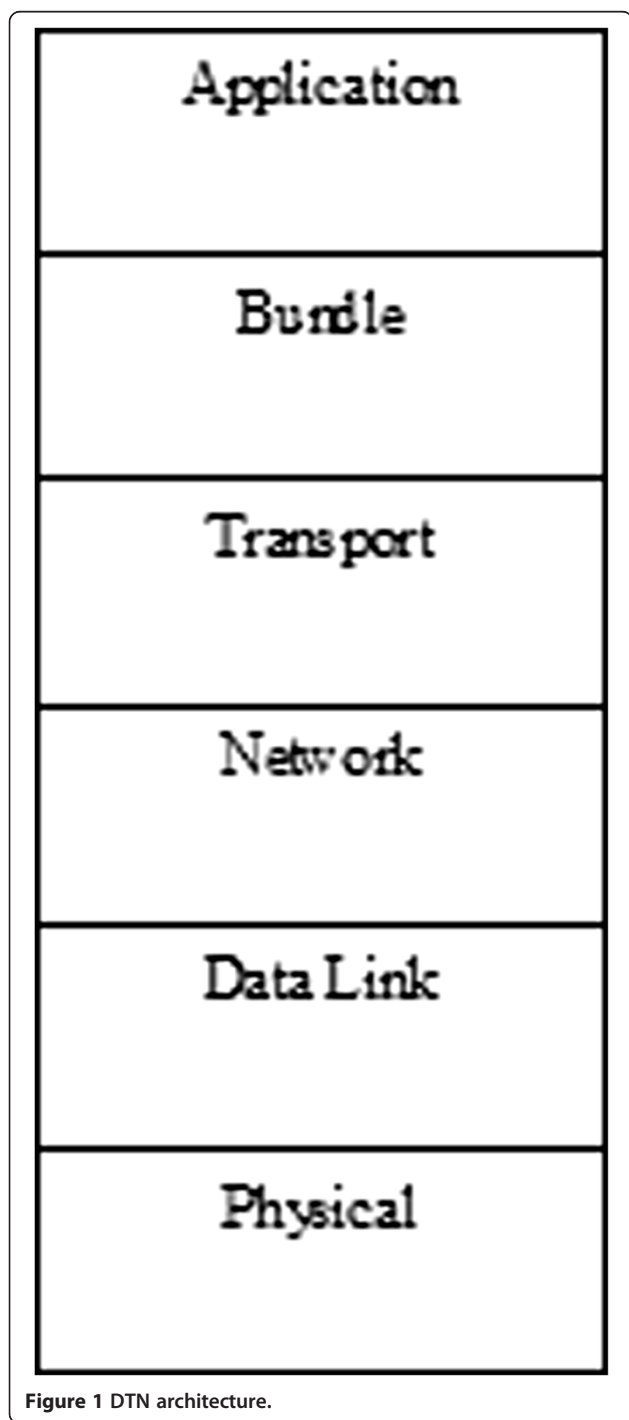 Application
Bundle
Transport
Network
Data Link
Physical
Figure 1 DTN architecture.